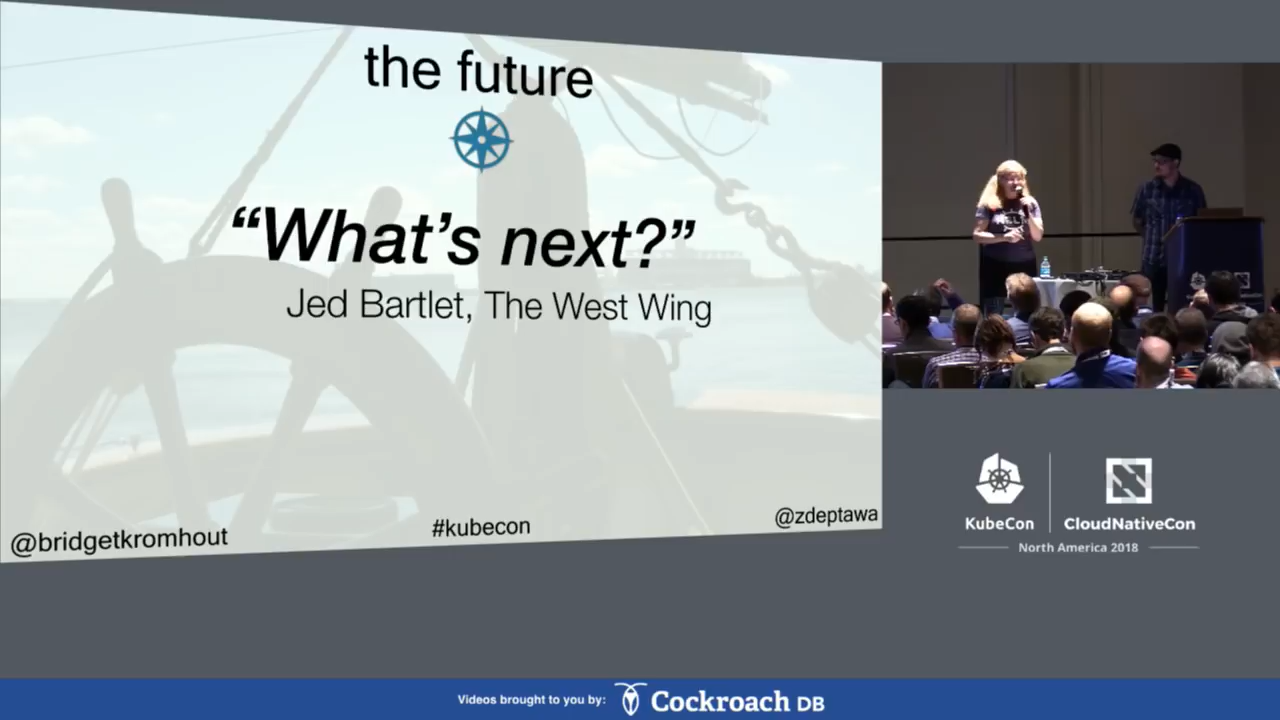 the future
“What’s next?”
Jed Bartlet, The West Wing
@bridgetkromhout
#kubecon
@zdeptawa
KubeCon
CloudNativeCon
North America 2018
Videos brought to you by:
Cockroach DB